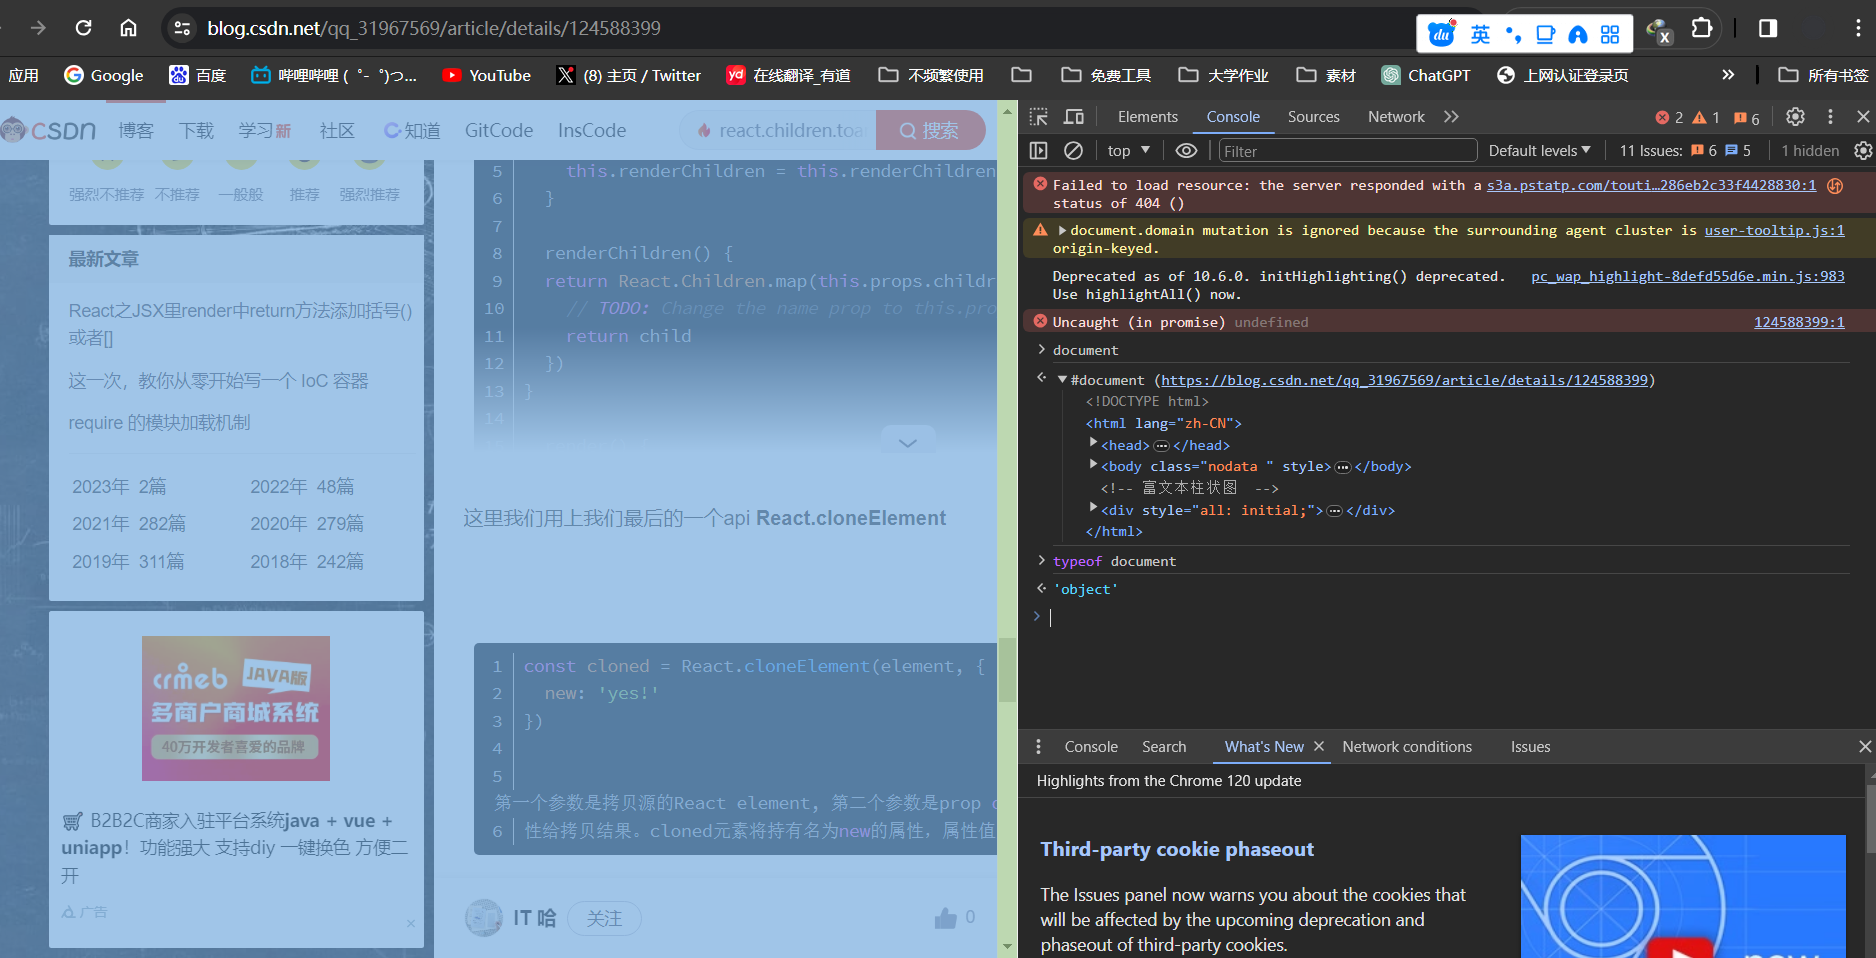 blog.csdn.net/qq_31967569/article/details/124588399
du 英
应用 Google 百度 哔哩哔哩 ( ゜- ゜)つ... YouTube (8) 主页 / Twitter yd 在线翻译_有道 不频繁使用 免费工具 大学作业 素材 ChatGPT 上网认证登录页 » 所有书签
CSDN 博客 下载 学习新 社区 C知道 GitCode InsCode react.children.toa 搜索
强烈不推荐 不推荐 一般般 推荐 强烈推荐
最新文章
React之JSX里render中return方法添加括号()
或者[]
这一次，教你从零开始写一个 IoC 容器
require 的模块加载机制
2023年 2篇 2022年 48篇
2021年 282篇 2020年 279篇
2019年 311篇 2018年 242篇
crmeb JAVA版
多商户商城系统
40万开发者喜爱的品牌
B2B2C商家入驻平台系统java + vue +
uniapp！功能强大 支持diy 一键换色 方便二
开
广告
5 this.renderChildren = this.renderChildren
6 }
7
8 renderChildren() {
9 return React.Children.map(this.props.childr
10 // TODO: Change the name prop to this.pro
11 return child
12 })
13 }
14
这里我们用上我们最后的一个api React.cloneElement
1 const cloned = React.cloneElement(element, {
2 new: 'yes!'
3 })
4
5
第一个参数是拷贝源的React element, 第二个参数是prop
6 性给拷贝结果。cloned元素将持有名为new的属性，属性值
IT 哈 关注 0
Elements Console Sources Network » 2 1 6
top Filter Default levels 11 Issues: 6 5 1 hidden
Failed to load resource: the server responded with a s3a.pstatp.com/touti…286eb2c33f4428830:1
status of 404 ()
document.domain mutation is ignored because the surrounding agent cluster is user-tooltip.js:1
origin-keyed.
Deprecated as of 10.6.0. initHighlighting() deprecated. pc_wap_highlight-8defd55d6e.min.js:983
Use highlightAll() now.
Uncaught (in promise) undefined 124588399:1
document
#document (https://blog.csdn.net/qq_31967569/article/details/124588399)
<!DOCTYPE html>
<html lang="zh-CN">
<head>…</head>
<body class="nodata " style>…</body>
<!-- 富文本柱状图  -->
<div style="all: initial;">…</div>
</html>
typeof document
'object'
Console Search What's New Network conditions Issues
Highlights from the Chrome 120 update
Third-party cookie phaseout
The Issues panel now warns you about the cookies that
will be affected by the upcoming deprecation and
phaseout of third-party cookies.